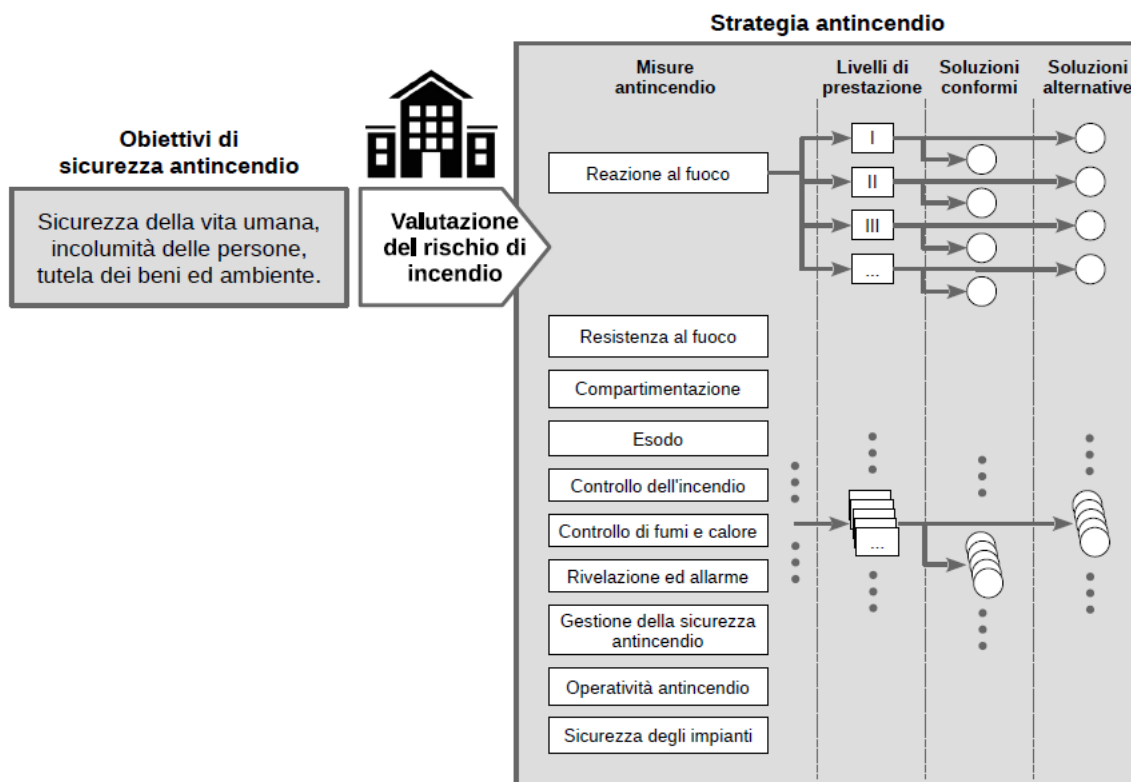 Strategia antincendio
Misure
antincendio
Livelli di
prestazione
Soluzioni
conformi
Soluzioni
alternative
Obiettivi di
sicurezza antincendio
Sicurezza della vita umana,
incolumità delle persone,
tutela dei beni ed ambiente.
Valutazione
del rischio di
incendio
Reazione al fuoco
I
II
III
...
Resistenza al fuoco
Compartimentazione
Esodo
Controllo dell'incendio
Controllo di fumi e calore
...
Rivelazione ed allarme
Gestione della sicurezza
antincendio
Operatività antincendio
Sicurezza degli impianti